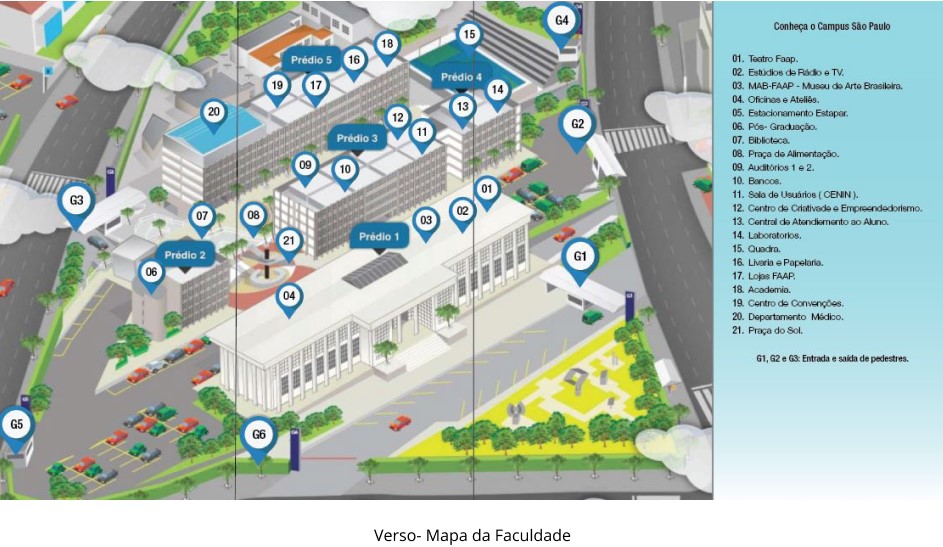 G4
18
15
16
Prédio 5
Prédio 4
19
17
14
13
20
12
11
G2
Prédio 3
09
10
01
G3
07
08
03
02
21
Prédio 1
Prédio 2
G1
06
04
G5
G6
Conheça o Campus São Paulo
01. Teatro Faap.
02. Estúdios de Rádio e TV.
03. MAB-FAAP - Museu de Arte Brasileira.
04. Oficinas e Ateliês.
05. Estacionamento Estapar.
06. Pós- Graduação.
07. Biblioteca.
08. Praça de Alimentação.
09. Auditórios 1 e 2.
10. Bancos.
11. Sala de Usuários ( CENIN ).
12. Centro de Criativade e Empreendedorismo.
13. Central de Atendiemento ao Aluno.
14. Laboratorios.
15. Quadra.
16. Livaria e Papelaria.
17. Lojas FAAP.
18. Academia.
19. Centro de Convenções.
20. Departamento Médico.
21. Praça do Sol.
G1, G2 e G3: Entrada e saída de pedestres.
Verso- Mapa da Faculdade